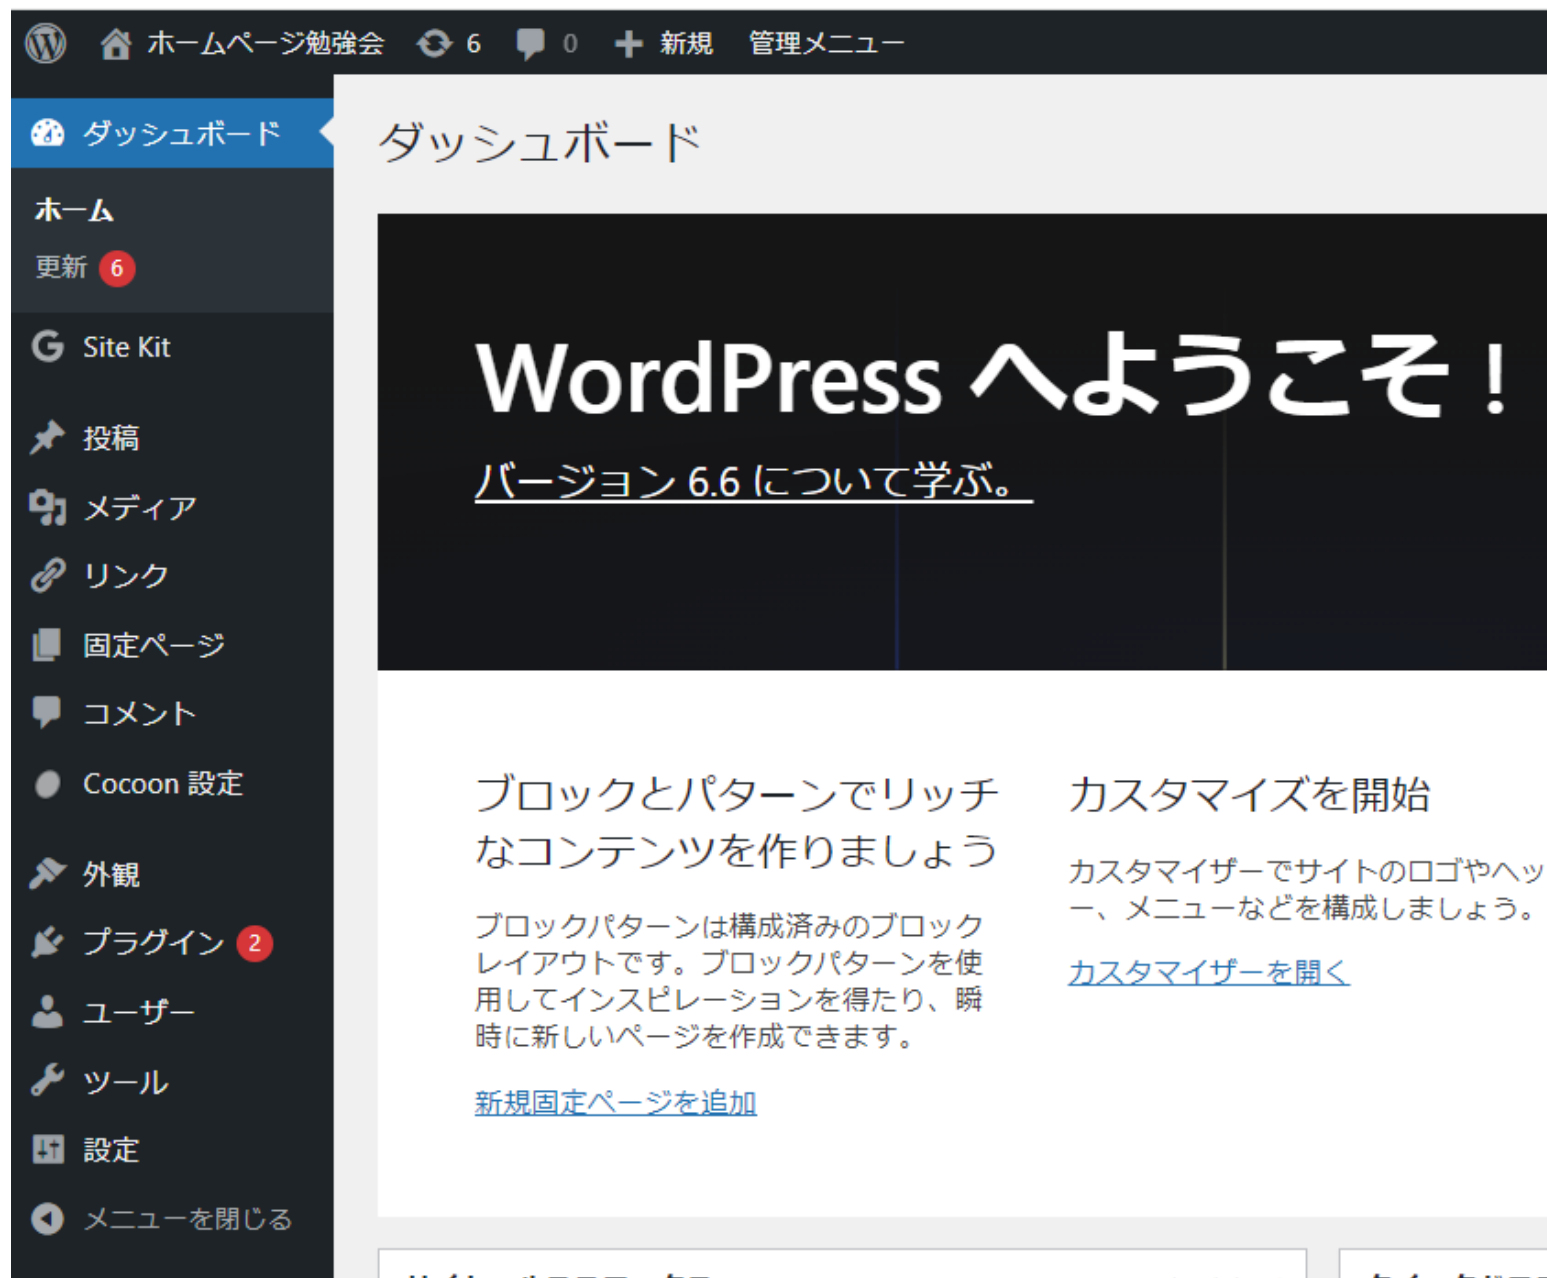 ホームページ勉強会 6 0 新規 管理メニュー
ダッシュボード
ホーム
更新 6
Site Kit
投稿
メディア
リンク
固定ページ
コメント
Cocoon 設定
外観
プラグイン 2
ユーザー
ツール
設定
メニューを閉じる
ダッシュボード
WordPress へようこそ！
バージョン 6.6 について学ぶ。
ブロックとパターンでリッチ
なコンテンツを作りましょう
ブロックパターンは構成済みのブロック
レイアウトです。ブロックパターンを使
用してインスピレーションを得たり、瞬
時に新しいページを作成できます。
新規固定ページを追加
カスタマイズを開始
カスタマイザーでサイトのロゴやヘッ
ー、メニューなどを構成しましょう。
カスタマイザーを開く